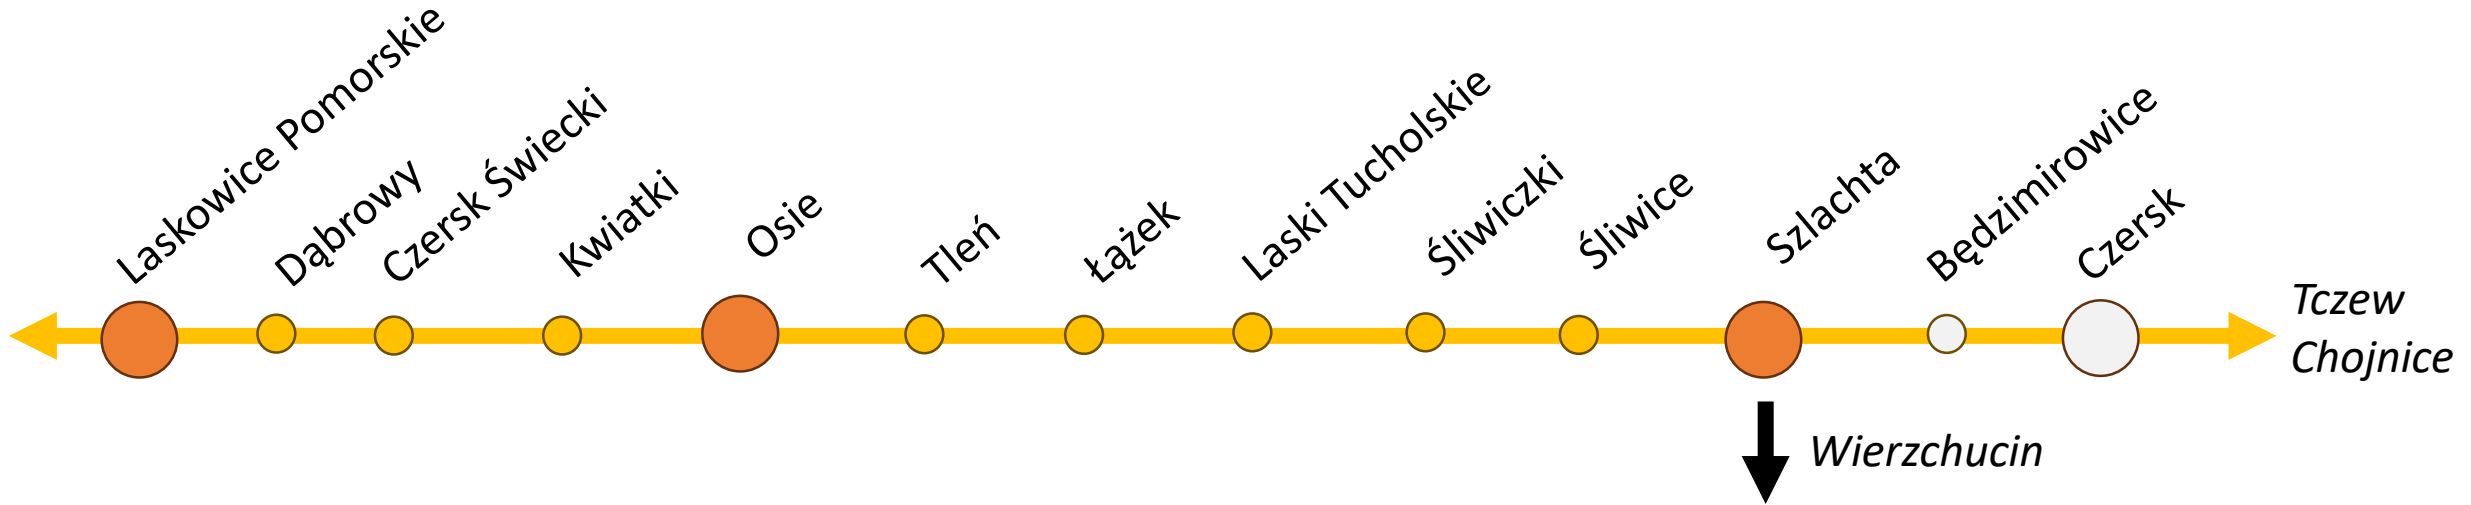 Laskowice Pomorskie
Dąbrowy
Czersk Świecki
Kwiatki
Osie
Tleń
Łążek
Laski Tucholskie
Śliwiczki
Śliwice
Szlachta
Będzimirowice
Czersk
Tczew
Chojnice
Wierzchucin